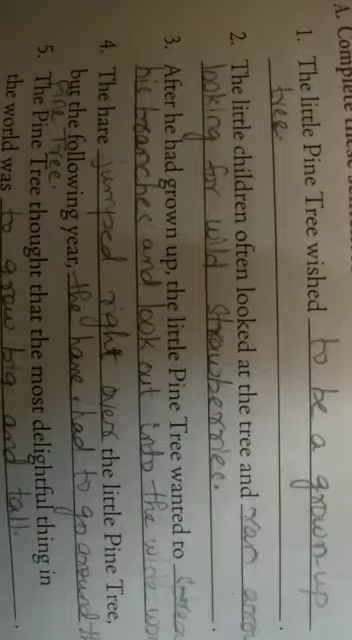 A. Complete these
1. The little Pine Tree wished to be a grown-up
tree.
2. The little children often looked at the tree and ran
looking for wild strawberries.
3. After he had grown up, the little Pine Tree wanted to
his branches and look out into the wide
4. The hare jumped right over the little Pine Tree,
but the following year, the hare had to go around
Pine Tree.
5. The Pine Tree thought that the most delightful thing in
the world was to grow big and tall.